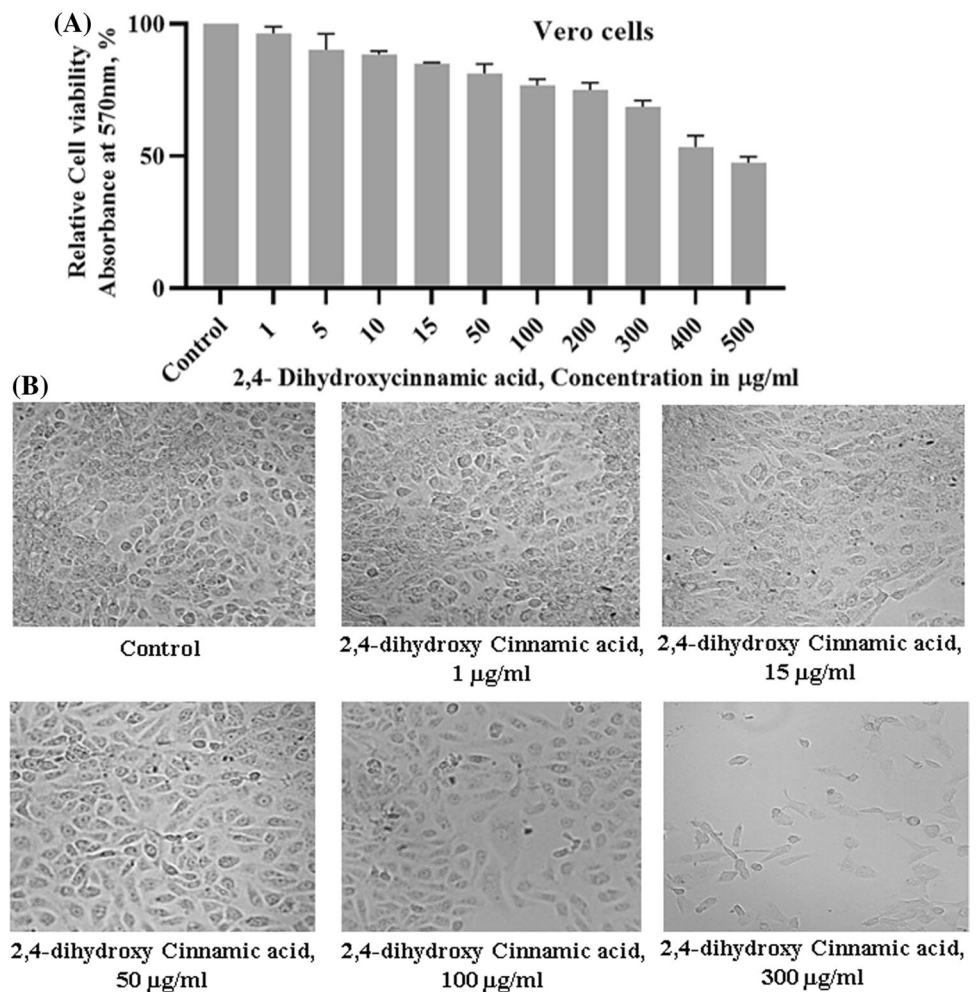 (A)
Vero cells
Relative Cell viability
Absorbance at 570nm, %
100
50
0
Control
1
5
10
15
50
100
200
300
400
500
2,4- Dihydroxycinnamic acid, Concentration in µg/ml
(B)
Control
2,4-dihydroxy Cinnamic acid,
1 µg/ml
2,4-dihydroxy Cinnamic acid,
15 µg/ml
2,4-dihydroxy Cinnamic acid,
50 µg/ml
2,4-dihydroxy Cinnamic acid,
100 µg/ml
2,4-dihydroxy Cinnamic acid,
300 µg/ml